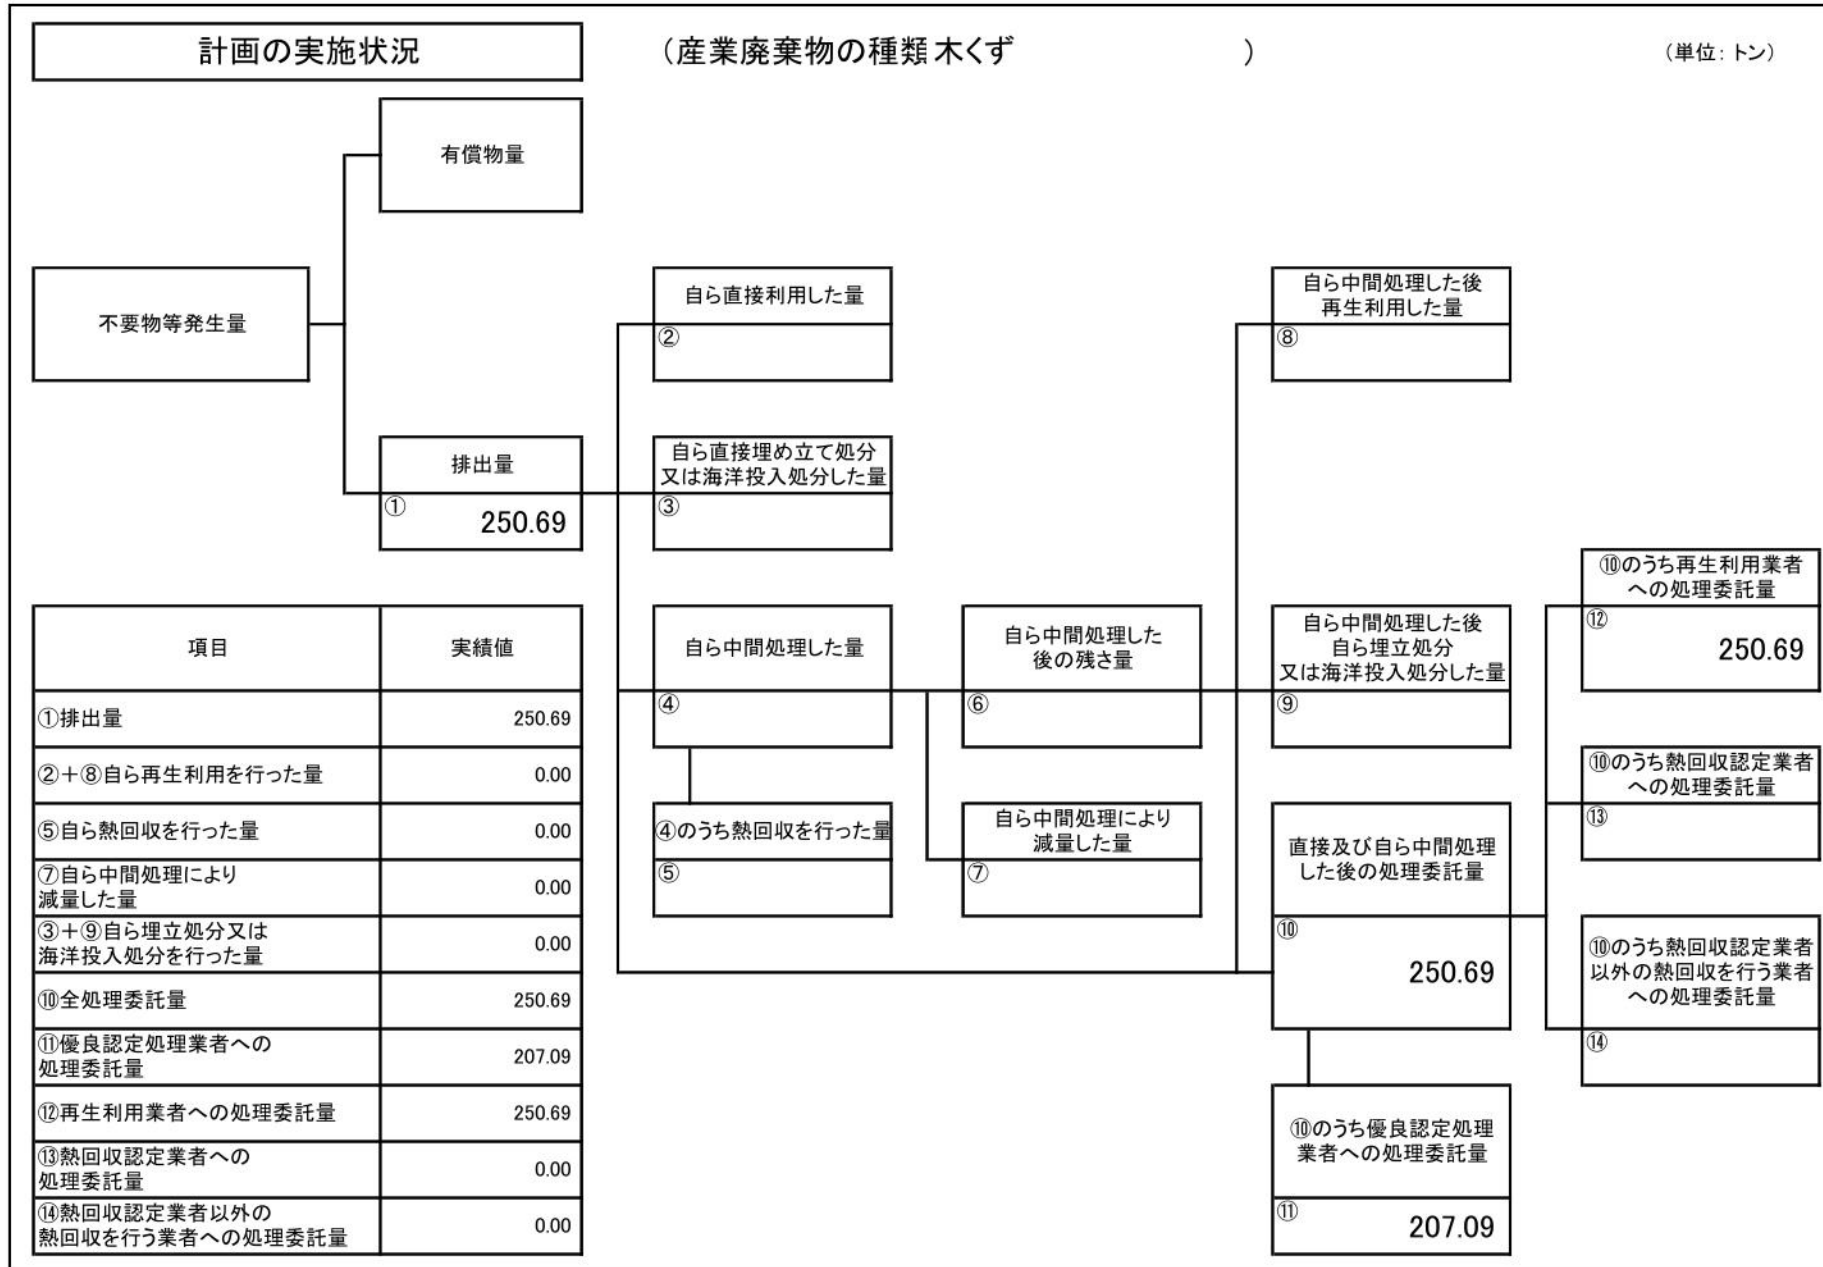 計画の実施状況
（産業廃棄物の種類 木くず　　　　　　　）
（単位：トン）
有償物量
不要物等発生量
自ら直接利用した量
②
自ら中間処理した後
再生利用した量
⑧
排出量
①
250.69
自ら直接埋め立て処分
又は海洋投入処分した量
③
項目
実績値
①排出量
250.69
②＋⑧自ら再生利用を行った量
0.00
⑤自ら熱回収を行った量
0.00
⑦自ら中間処理により
減量した量
0.00
③＋⑨自ら埋立処分又は
海洋投入処分を行った量
0.00
⑩全処理委託量
250.69
⑪優良認定処理業者への
処理委託量
207.09
⑫再生利用業者への処理委託量
250.69
⑬熱回収認定業者への
処理委託量
0.00
⑭熱回収認定業者以外の
熱回収を行う業者への処理委託量
0.00
自ら中間処理した量
④
④のうち熱回収を行った量
⑤
自ら中間処理した
後の残さ量
⑥
自ら中間処理により
減量した量
⑦
自ら中間処理した後
自ら埋立処分
又は海洋投入処分した量
⑨
直接及び自ら中間処理
した後の処理委託量
⑩
250.69
⑩のうち優良認定処理
業者への処理委託量
⑪
207.09
⑩のうち再生利用業者
への処理委託量
⑫
250.69
⑩のうち熱回収認定業者
への処理委託量
⑬
⑩のうち熱回収認定業者
以外の熱回収を行う業者
への処理委託量
⑭